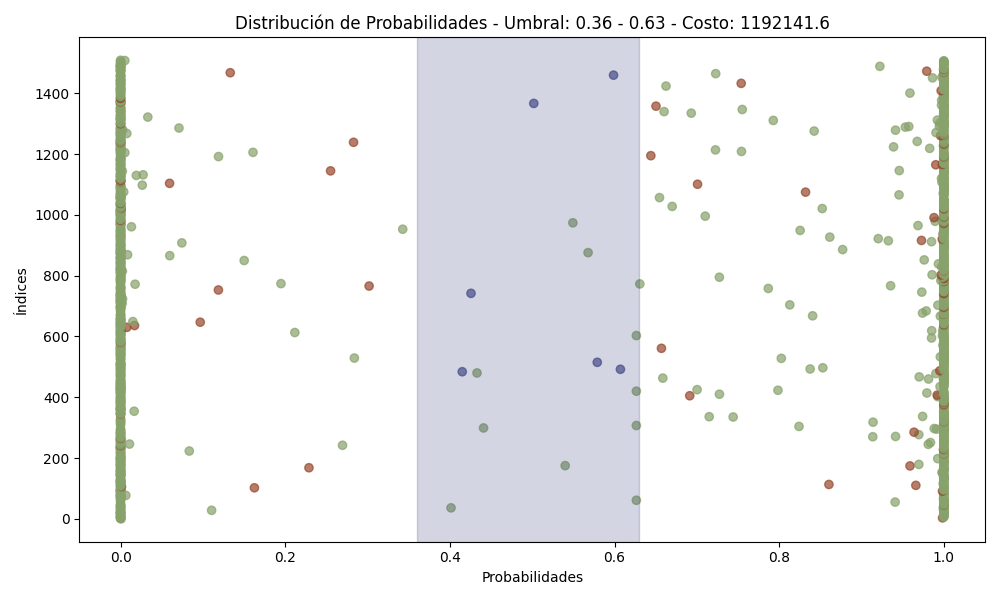 Distribución de Probabilidades - Umbral: 0.36 - 0.63 - Costo: 1192141.6
1400
1200
1000
800
600
400
200
0
Índices
0.0 0.2 0.4 0.6 0.8 1.0
Probabilidades